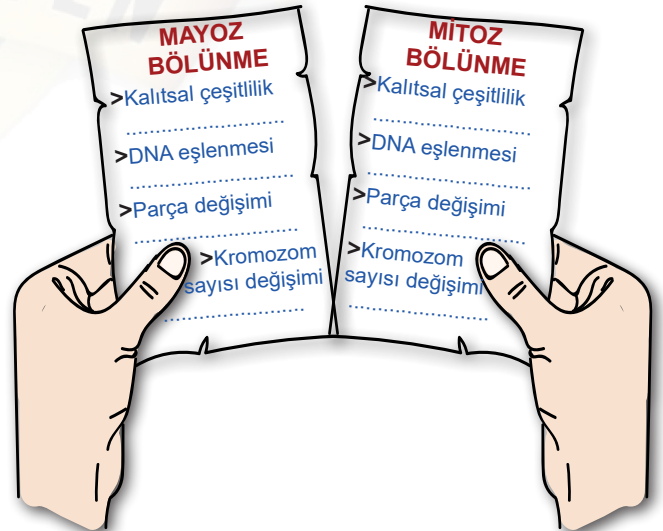 MAYOZ
BÖLÜNME
>Kalıtsal çeşitlilik
..........................
>DNA eşlenmesi
...........................
>Parça değişimi
...........................
>Kromozom
sayısı değişimi
.......................
MİTOZ
BÖLÜNME
>Kalıtsal çeşitlilik
..........................
>DNA eşlenmesi
...........................
>Parça değişimi
...........................
>Kromozom
sayısı değişimi
.......................